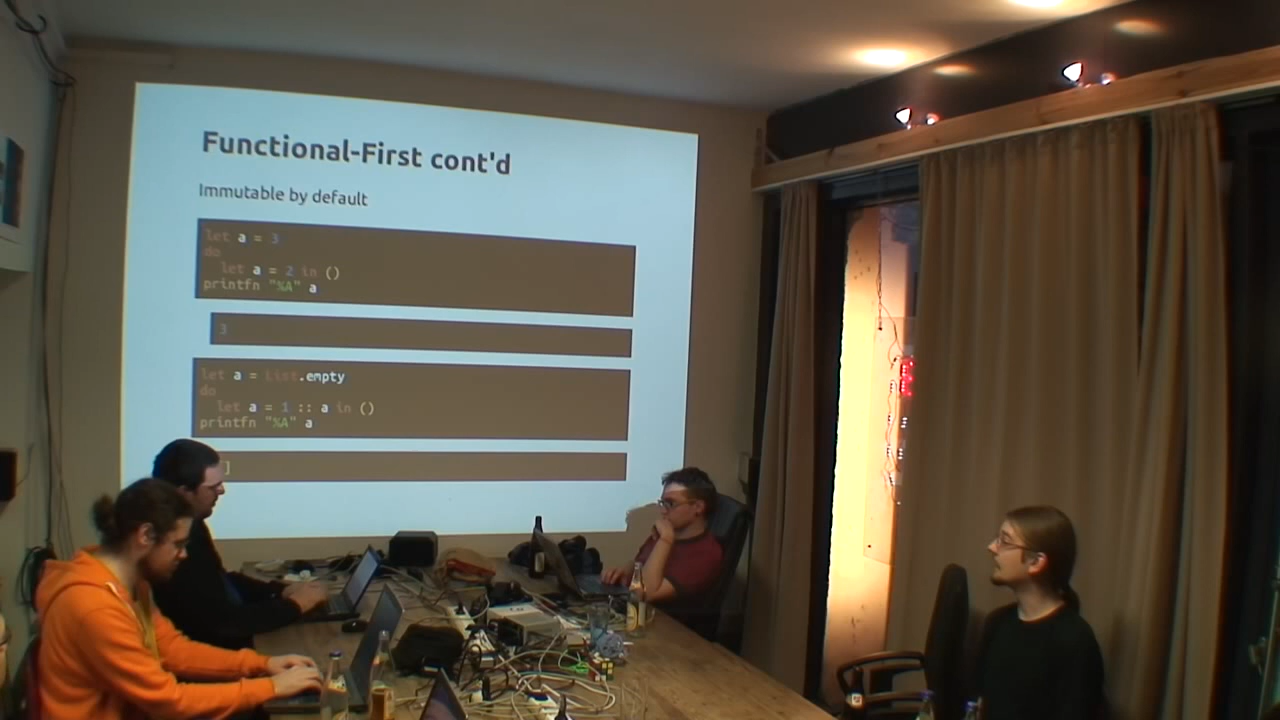 Functional-First cont'd
Immutable by default
let a = 3
do
  let a = 2 in ()
printfn "%A" a
3
let a = List.empty
do
  let a = 1 :: a in ()
printfn "%A" a
]